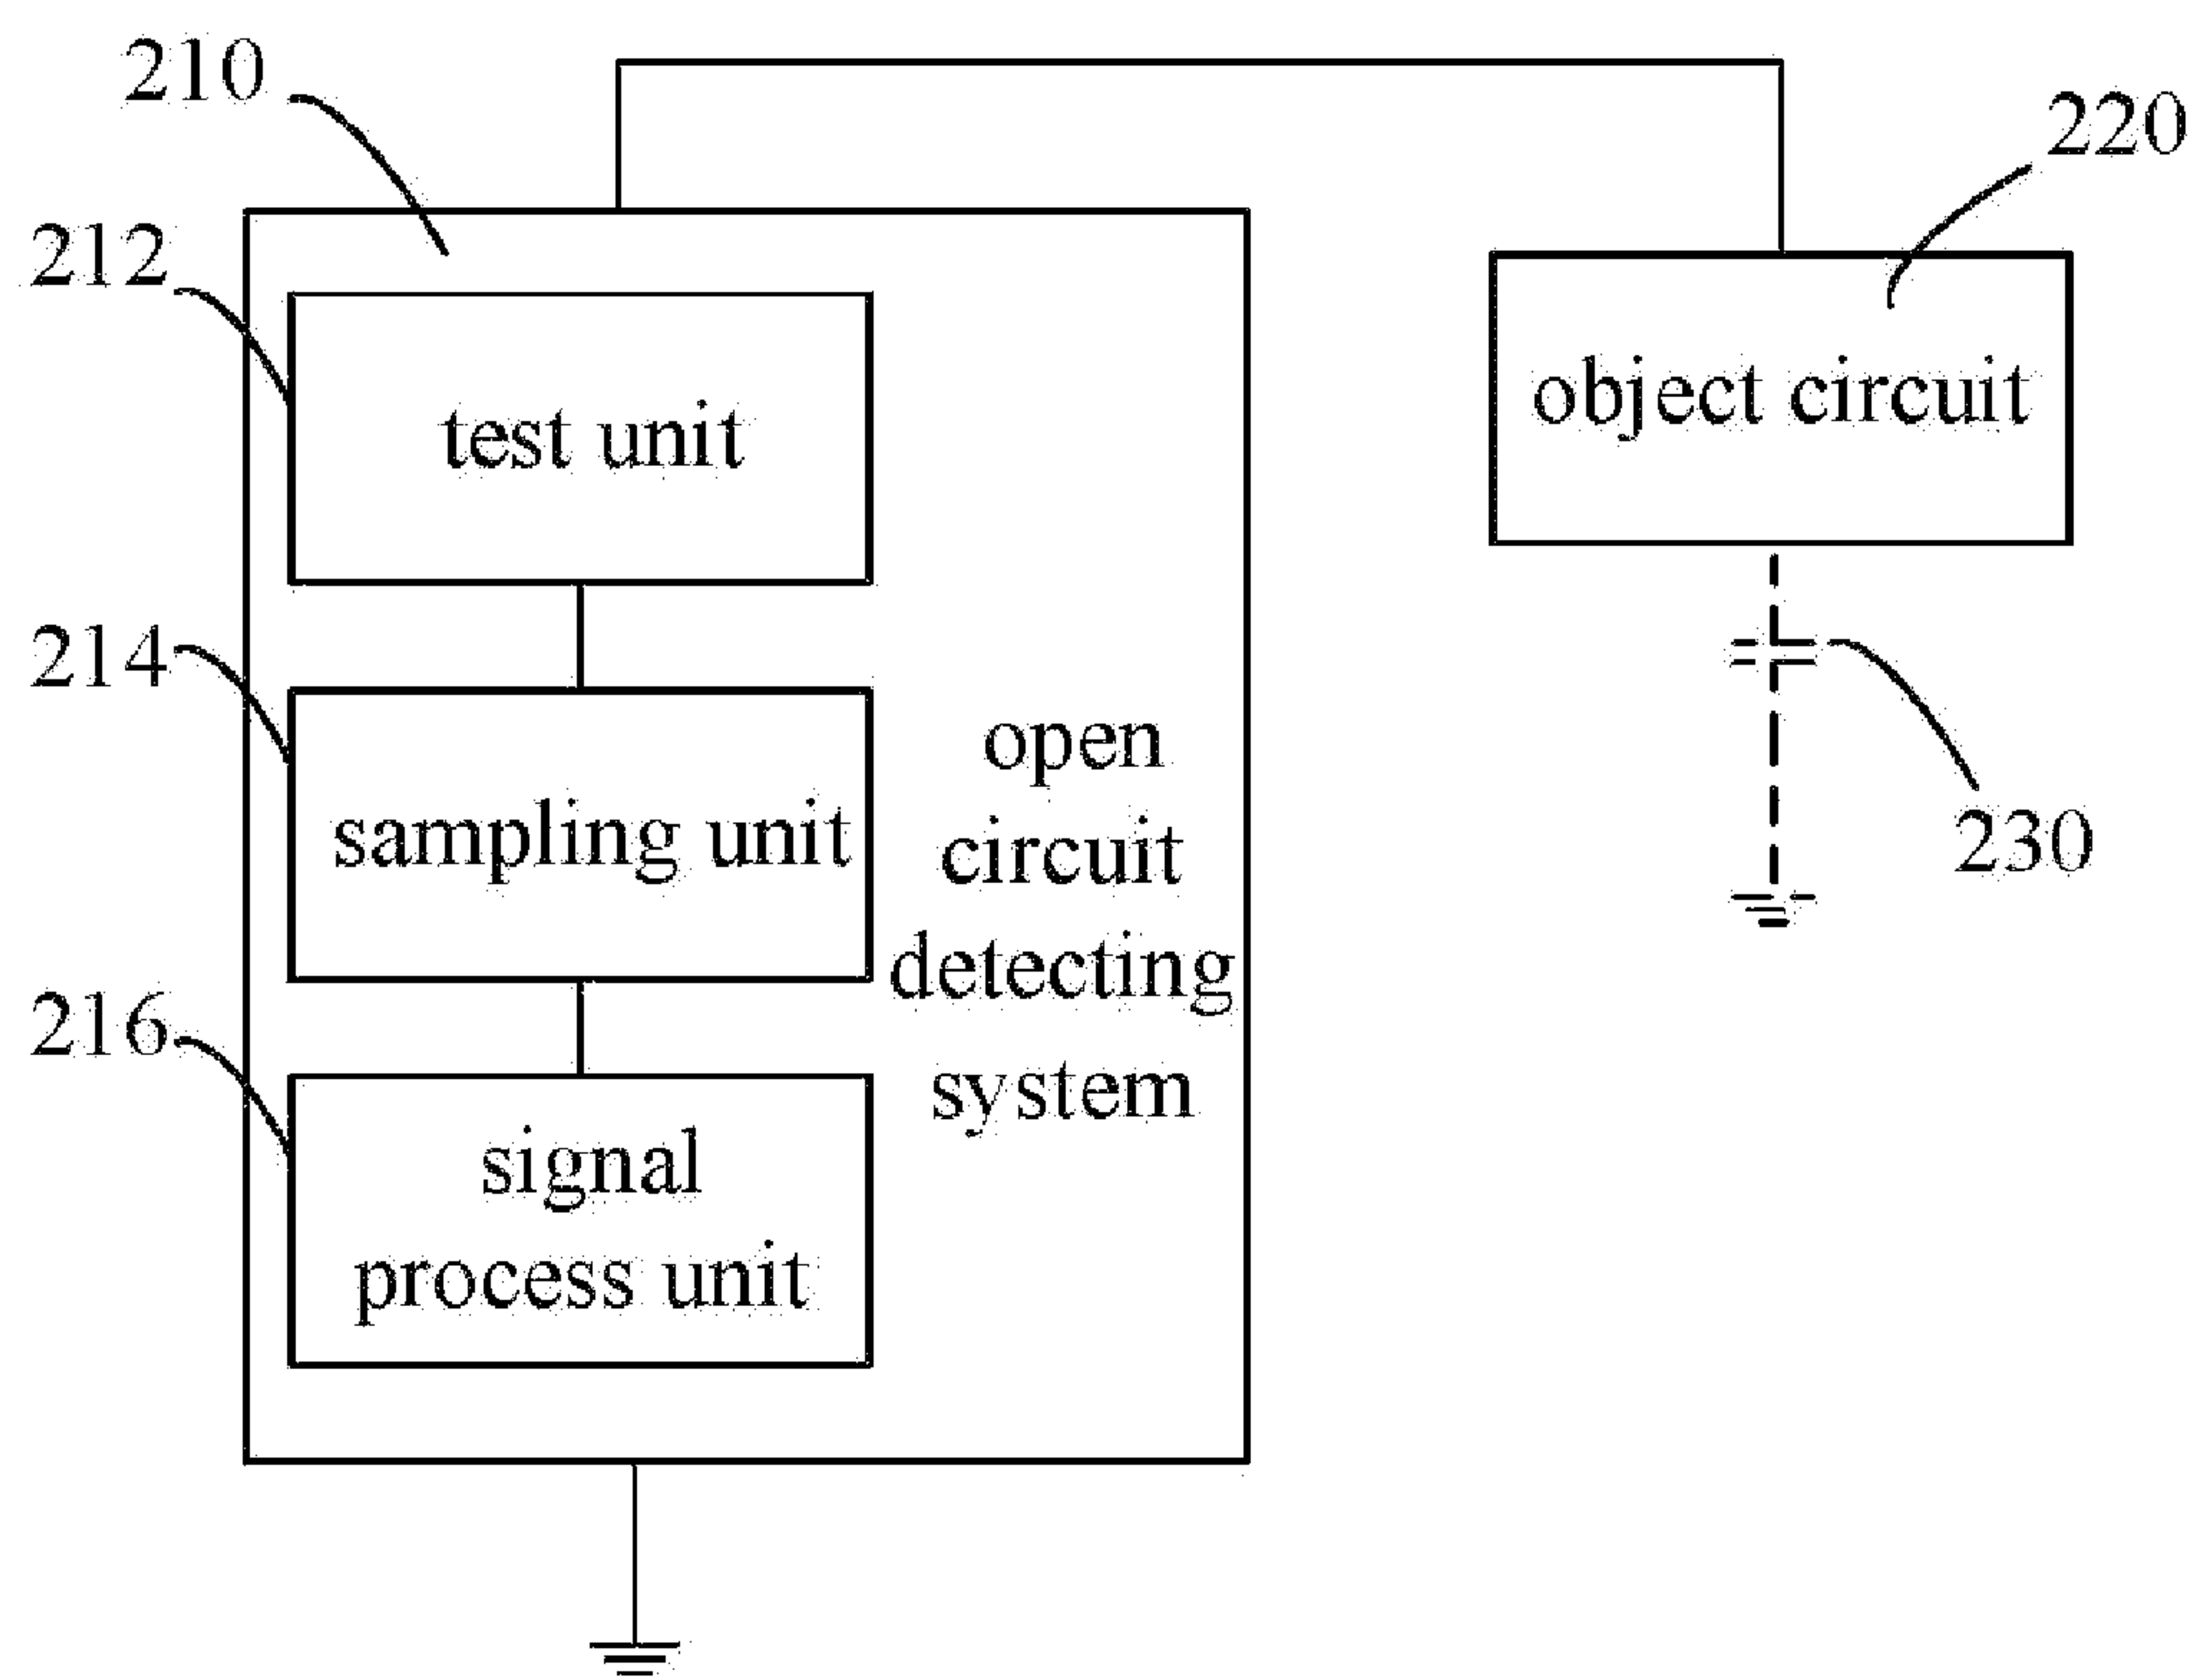 210
220
212
object circuit
test unit
214
open
circuit
detecting
system
sampling unit
230
216
signal
process unit